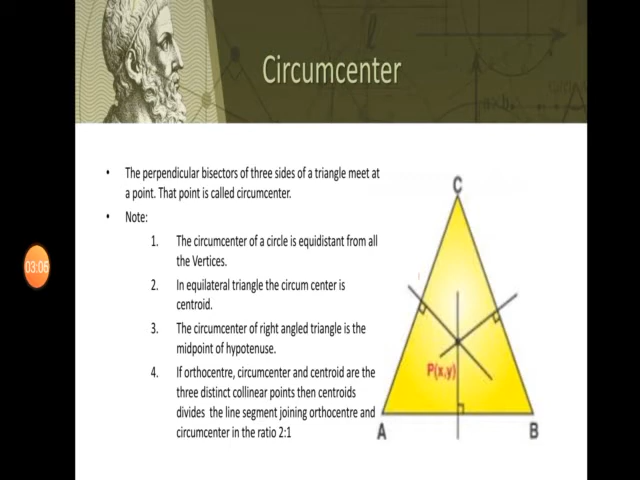 Circumcenter
• The perpendicular bisectors of three sides of a triangle meet at
a point. That point is called circumcenter.
• Note:
1. The circumcenter of a circle is equidistant from all
the Vertices.
2. In equilateral triangle the circum center is
centroid.
3. The circumcenter of right angled triangle is the
midpoint of hypotenuse.
4. If orthocentre, circumcenter and centroid are the
three distinct collinear points then centroids
divides the line segment joining orthocentre and
circumcenter in the ratio 2:1
C
P(x,y)
A
B
03:06